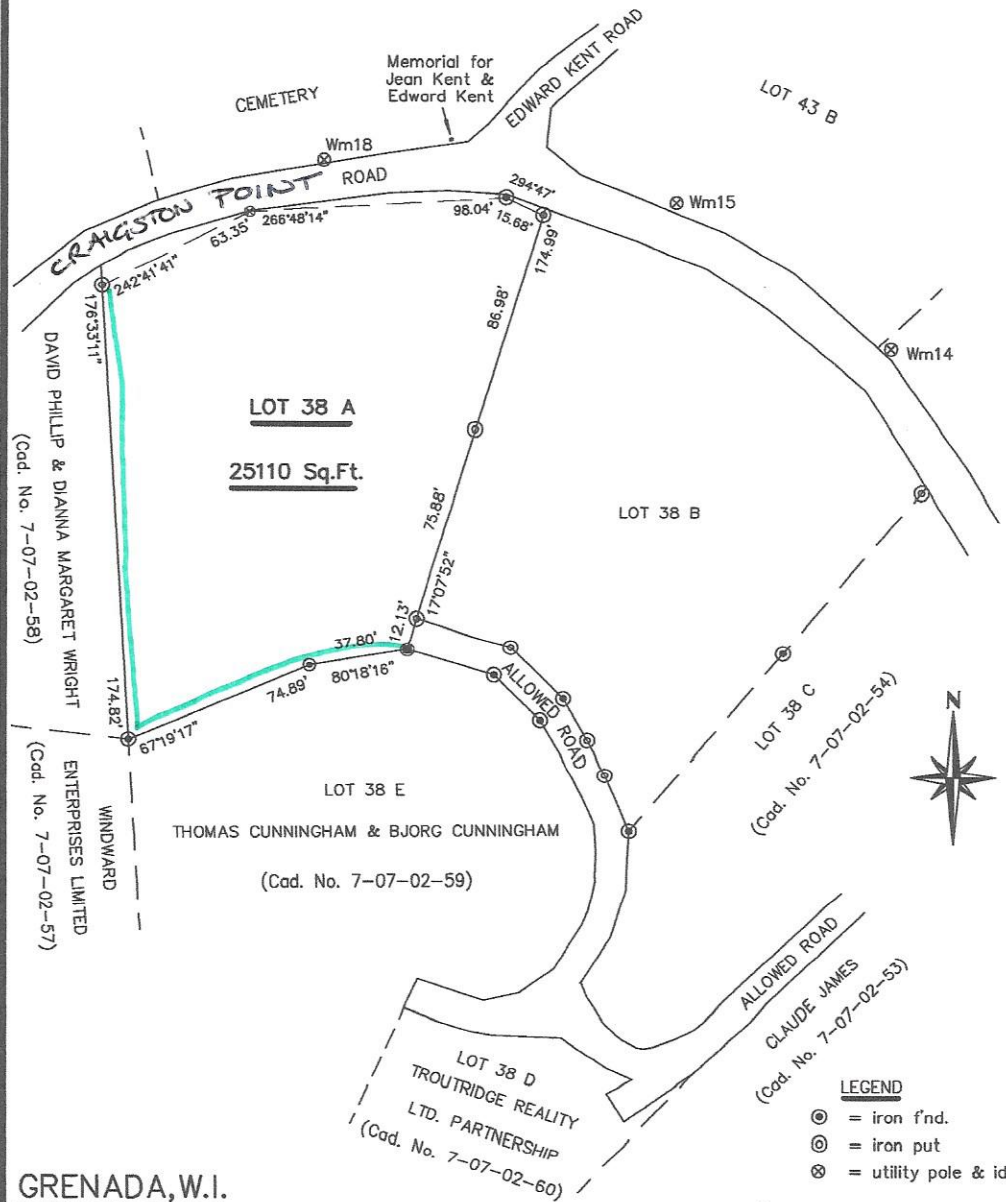 EDWARD KENT ROAD
Memorial for
Jean Kent &
Edward Kent
CEMETERY
LOT 43 B
Wm18
CRAIGSTON POINT ROAD
294°47'
Wm15
98.04'
15.68'
266°48'14"
63.35'
174.99'
242°41'41"
176°33'11"
86.98'
Wm14
DAVID PHILLIP & DIANNA MARGARET WRIGHT
(Cad. No. 7-07-02-58)
LOT 38 A
25110 Sq.Ft.
75.88'
LOT 38 B
17°07'52"
12.13'
37.80'
80°18'16"
74.89'
174.82'
67°19'17"
ALLOWED ROAD
LOT 38 C
(Cad. No. 7-07-02-54)
N
WINDWARD
ENTERPRISES LIMITED
(Cad. No. 7-07-02-57)
LOT 38 E
THOMAS CUNNINGHAM & BJORG CUNNINGHAM
(Cad. No. 7-07-02-59)
ALLOWED ROAD
CLAUDE JAMES
(Cad. No. 7-07-02-53)
LOT 38 D
TROUTRIDGE REALITY
LTD. PARTNERSHIP
(Cad. No. 7-07-02-60)
LEGEND
= iron f'nd.
= iron put
= utility pole & id
GRENADA, W.I.